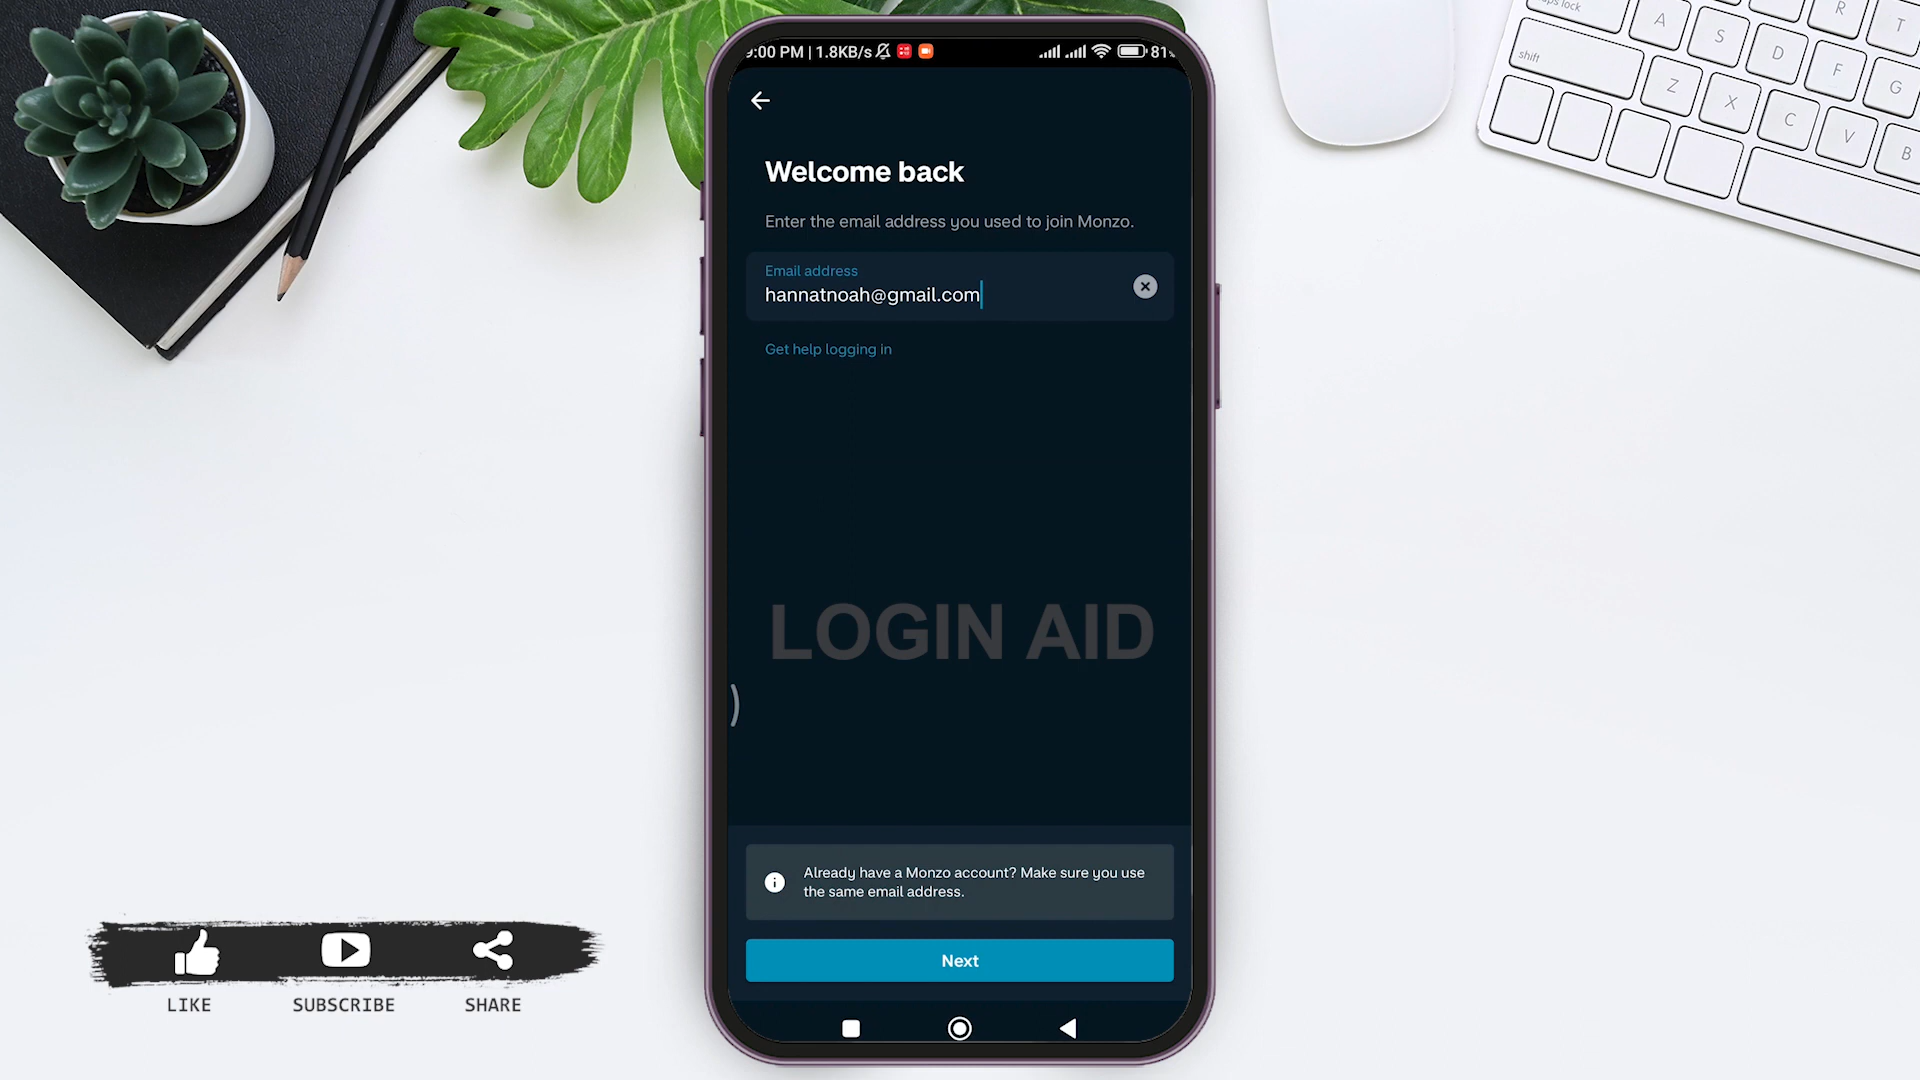 :00 PM | 1.8KB/s
81
Welcome back
Enter the email address you used to join Monzo.
Email address
hannatnoah@gmail.com
Get help logging in
LOGIN AID
Already have a Monzo account? Make sure you use
the same email address.
Next
LIKE SUBSCRIBE SHARE
caps lock
A S D F G
R T
shift
Z X C V B